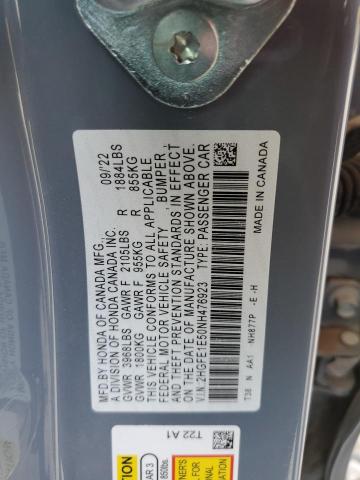 MFD. BY HONDA OF CANADA MFG., 09/22
A DIVISION OF HONDA CANADA INC.
GVWR 3968LBS GAWR F 2105LBS R 1884LBS
GVWR 1800KG GAWR F 955KG R 855KG
THIS VEHICLE CONFORMS TO ALL APPLICABLE
FEDERAL MOTOR VEHICLE SAFETY , BUMPER ,
AND THEFT PREVENTION STANDARDS IN EFFECT
ON THE DATE OF MANUFACTURE SHOWN ABOVE.
V.I.N. 2HGFE1E50NH476923 TYPE: PASSENGER CAR
T38 N AA1 NH877P -E -H MADE IN CANADA
T22 A1